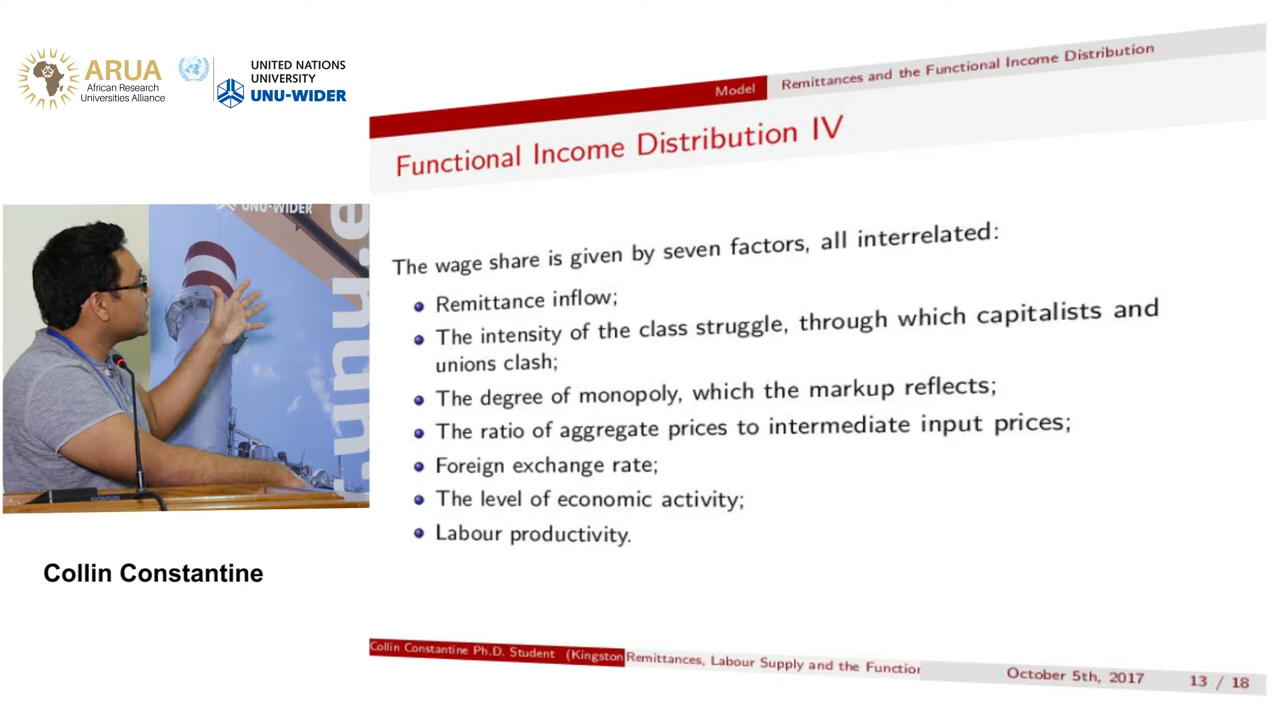 ARUA
African Research
Universities Alliance
UNITED NATIONS
UNIVERSITY
UNU-WIDER
Model
Remittances and the Functional Income Distribution
Functional Income Distribution IV
UNU-WIDER
unu.e
The wage share is given by seven factors, all interrelated:
Remittance inflow;
The intensity of the class struggle, through which capitalists and
unions clash;
The degree of monopoly, which the markup reflects;
The ratio of aggregate prices to intermediate input prices;
Foreign exchange rate;
The level of economic activity;
Labour productivity.
GONSIN
Collin Constantine
Collin Constantine Ph.D. Student (Kingston
Remittances, Labour Supply and the Function
October 5th, 2017
13 / 18